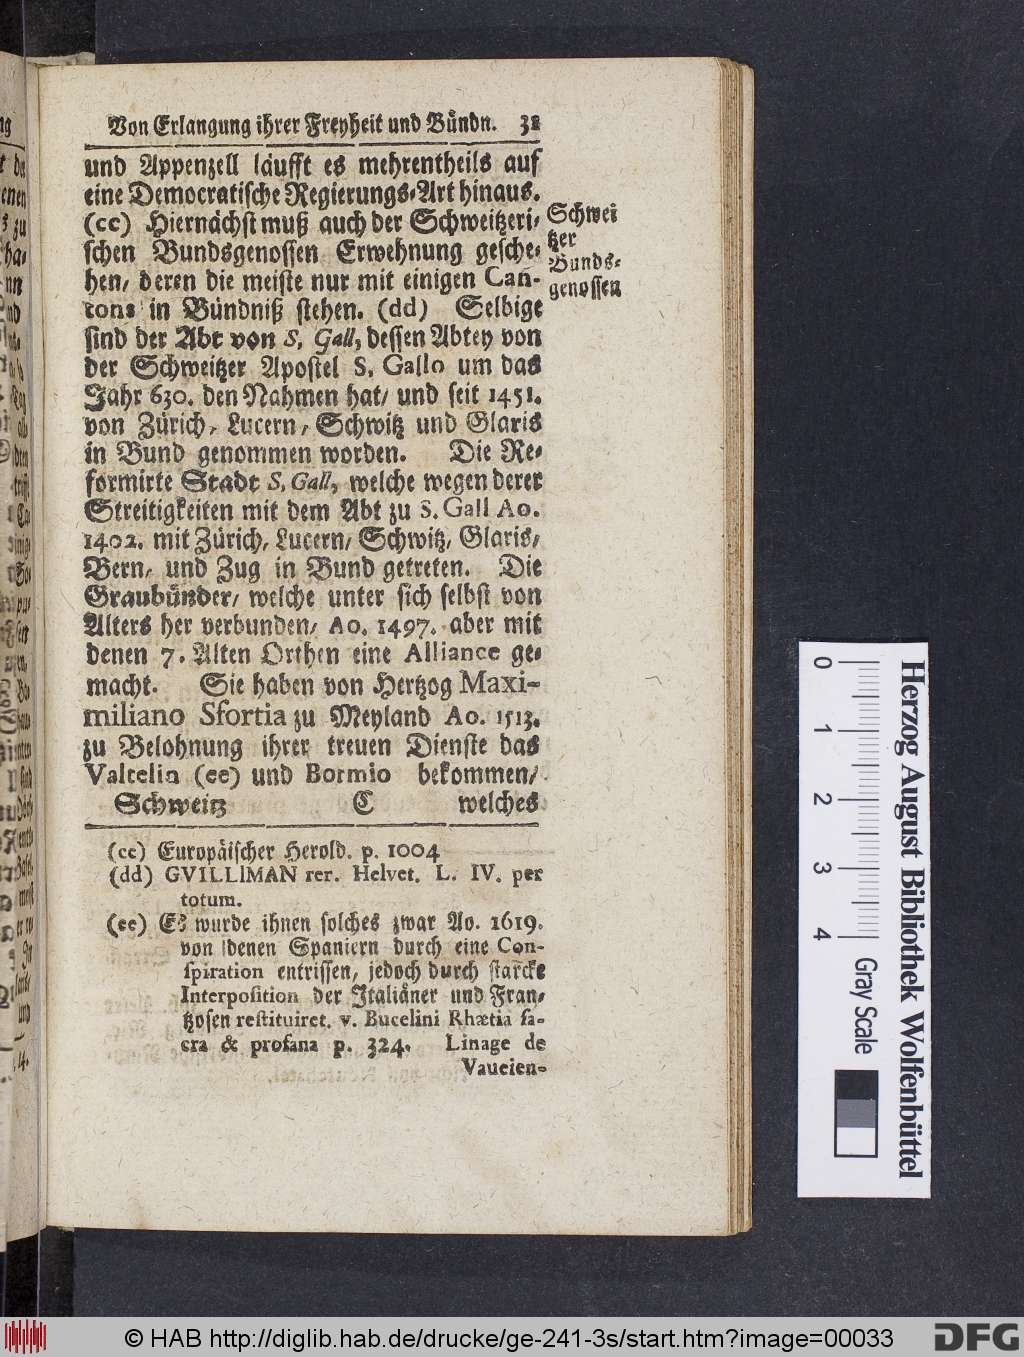 Von Erlangung ihrer Freyheit und Bündn. 31
und Appenzell läufft es mehrentheils auf
eine Democratische Regierungs-Art hinaus.
(cc) Hiernächst muß auch der Schweitzeri-
schen Bundsgenossen Erwehnung gesche-
hen, deren die meiste nur mit einigen Can-
tons in Bündniß stehen. (dd) Selbige
sind der Abt von S. Gall, dessen Abtey von
der Schweitzer Apostel S. Gallo um das
Jahr 630. den Nahmen hat/ und seit 1451.
von Zürich, Lucern, Schwitz und Glaris
in Bund genommen worden. Die Re-
formirte Stadt S. Gall, welche wegen derer
Streitigkeiten mit dem Abt zu S. Gall Ao.
1402. mit Zürich, Lucern/ Schwitz, Glaris,
Bern, und Zug in Bund getreten. Die
Graubünder/ welche unter sich selbst von
Alters her verbunden/ Ao. 1497. aber mit
denen 7. Alten Orthen eine Alliance ge-
macht. Sie haben von Hertzog Maxi-
miliano Sfortia zu Meyland Ao. 1513.
zu Belohnung ihrer treuen Dienste das
Valtelin (ee) und Bormio bekommen/
Schweitz C welches
Schwei
tzer
Bunds-
genossen
(cc) Europäischer Herold. p. 1004
(dd) GVILLIMAN rer. Helvet. L. IV. per
totum.
(ee) Es wurde ihnen solches zwar Ao. 1619.
von denen Spaniern durch eine Con-
spiration entrissen, jedoch durch starcke
Interposition der Italiäner und Fran-
tzosen restituiret. v. Bucelini Rhætia sa-
cra & profana p. 324. Linage de
Vaucien-
0 1 2 3 4
Gray Scale
Herzog August Bibliothek Wolfenbüttel
© HAB http://diglib.hab.de/drucke/ge-241-3s/start.htm?image=00033
DFG